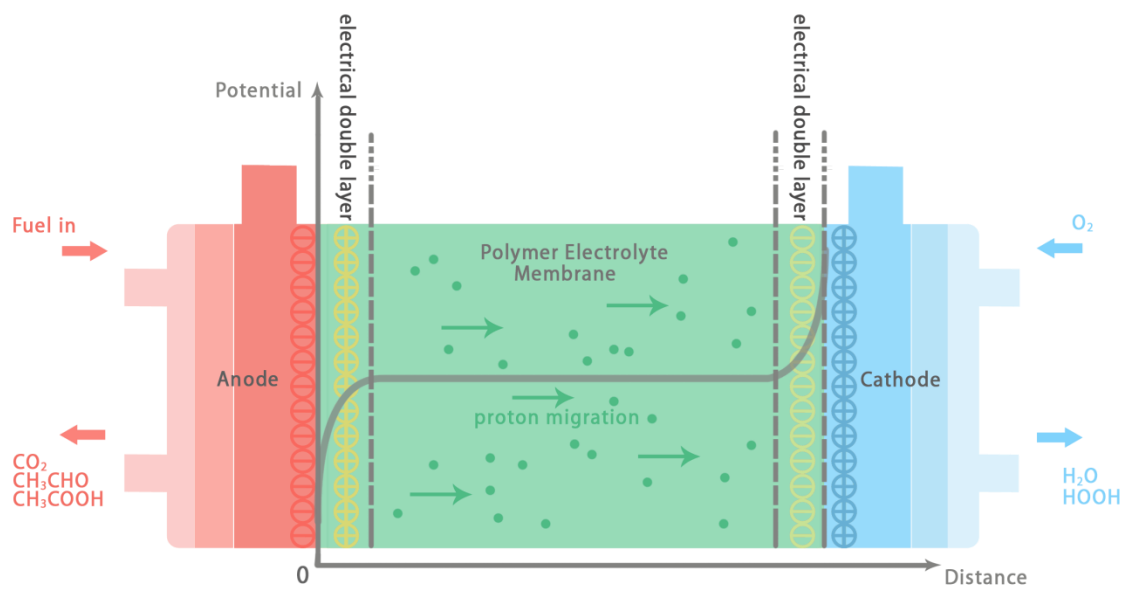 electrical double layer
electrical double layer
Potential
Fuel in
O₂
Polymer Electrolyte
Membrane
Anode
Cathode
proton migration
CO₂
CH₃CHO
CH₃COOH
H₂O
HOOH
0
Distance